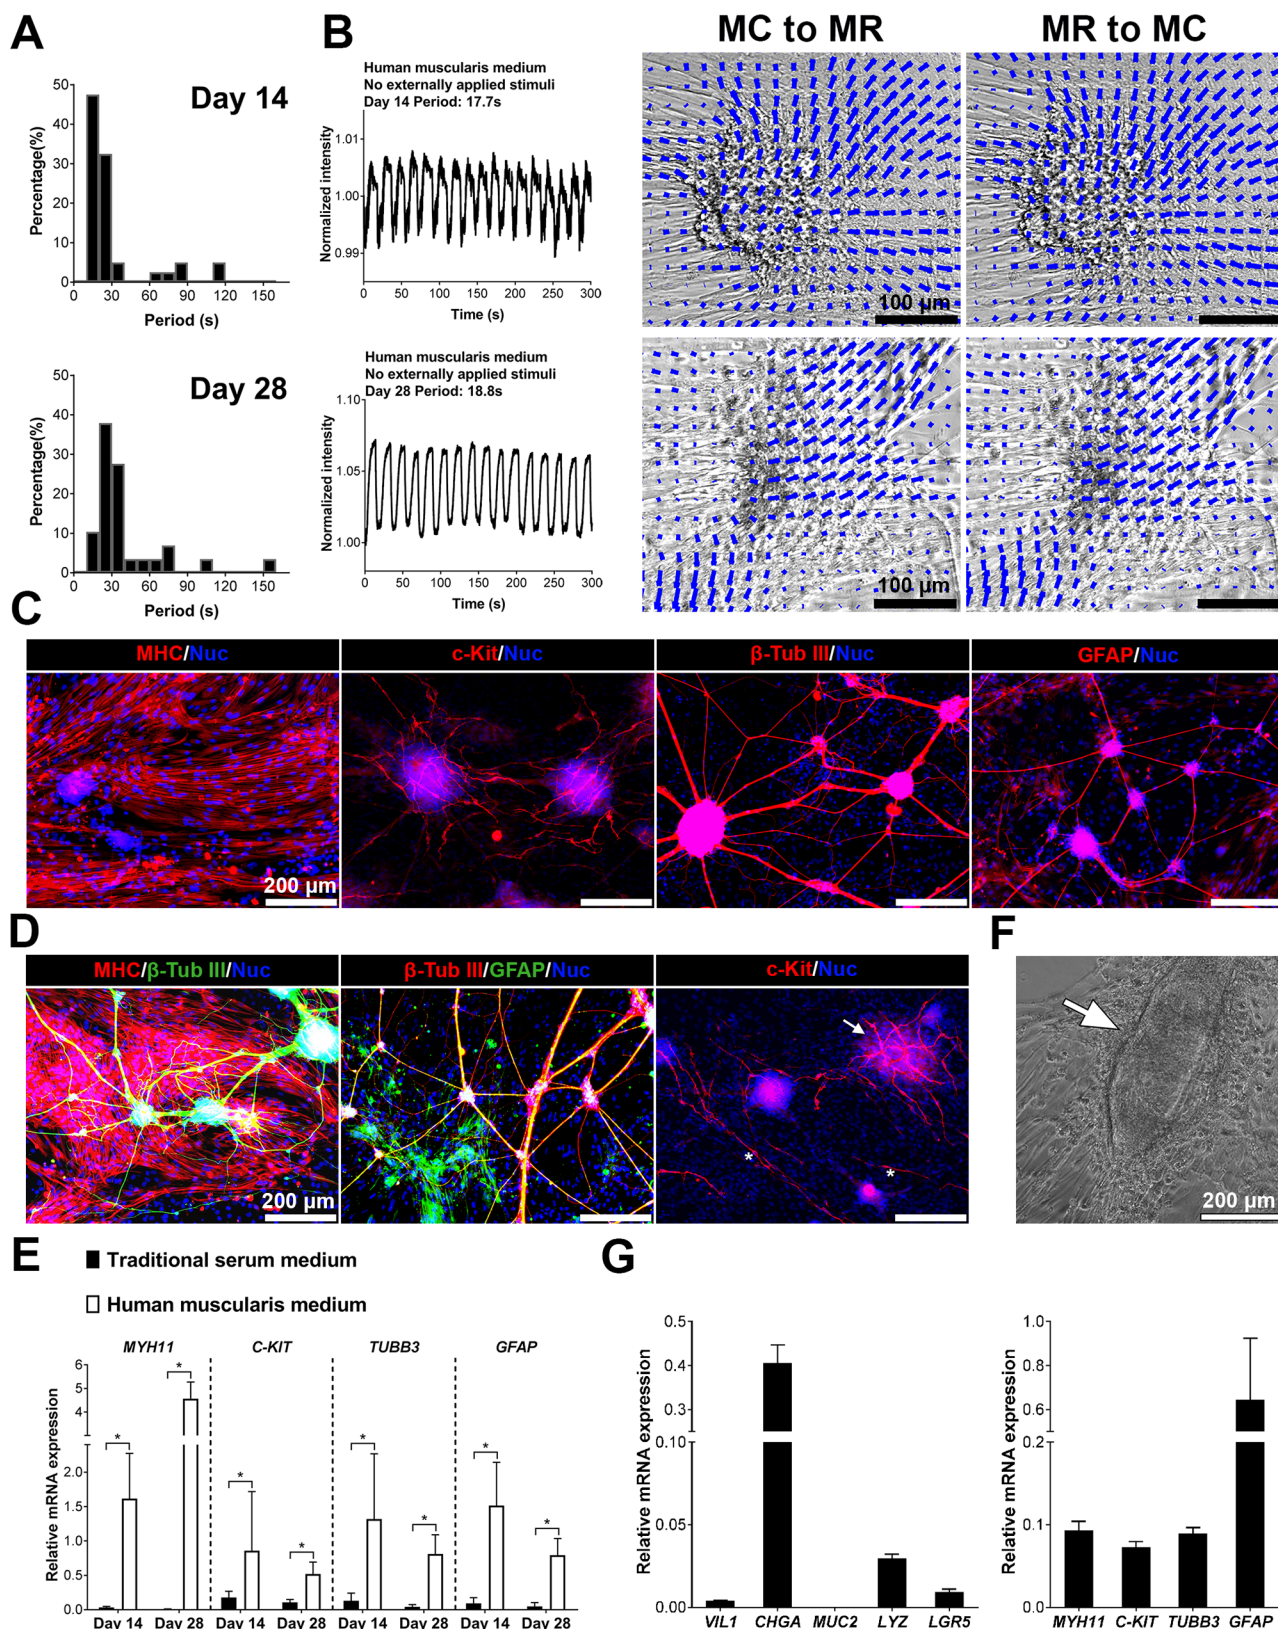 A
Percentage(%)
50
40
30
20
10
0
Day 14
0 30 60 90 120 150
Period (s)
Percentage(%)
50
40
30
20
10
0
Day 28
0 30 60 90 120 150
Period (s)
B
Human muscularis medium
No externally applied stimuli
Day 14 Period: 17.7s
Normalized intensity
1.01
1.00
0.99
0 50 100 150 200 250 300
Time (s)
Human muscularis medium
No externally applied stimuli
Day 28 Period: 18.8s
Normalized intensity
1.10
1.05
1.00
0 50 100 150 200 250 300
Time (s)
MC to MR MR to MC
100 µm
100 µm
C
MHC/Nuc c-Kit/Nuc β-Tub III/Nuc GFAP/Nuc
200 µm
D
MHC/β-Tub III/Nuc β-Tub III/GFAP/Nuc c-Kit/Nuc
* *
200 µm
F
200 µm
E
Traditional serum medium
Human muscularis medium
MYH11 C-KIT TUBB3 GFAP
Relative mRNA expression
6
5
4
3
2
2.0
1.5
1.0
0.5
0.0
* * * * * * * *
Day 14 Day 28 Day 14 Day 28 Day 14 Day 28 Day 14 Day 28
G
Relative mRNA expression
0.5
0.4
0.3
0.10
0.05
0.00
VIL1 CHGA MUC2 LYZ LGR5
Relative mRNA expression
1.0
0.8
0.6
0.4
0.2
0.1
0.0
MYH11 C-KIT TUBB3 GFAP